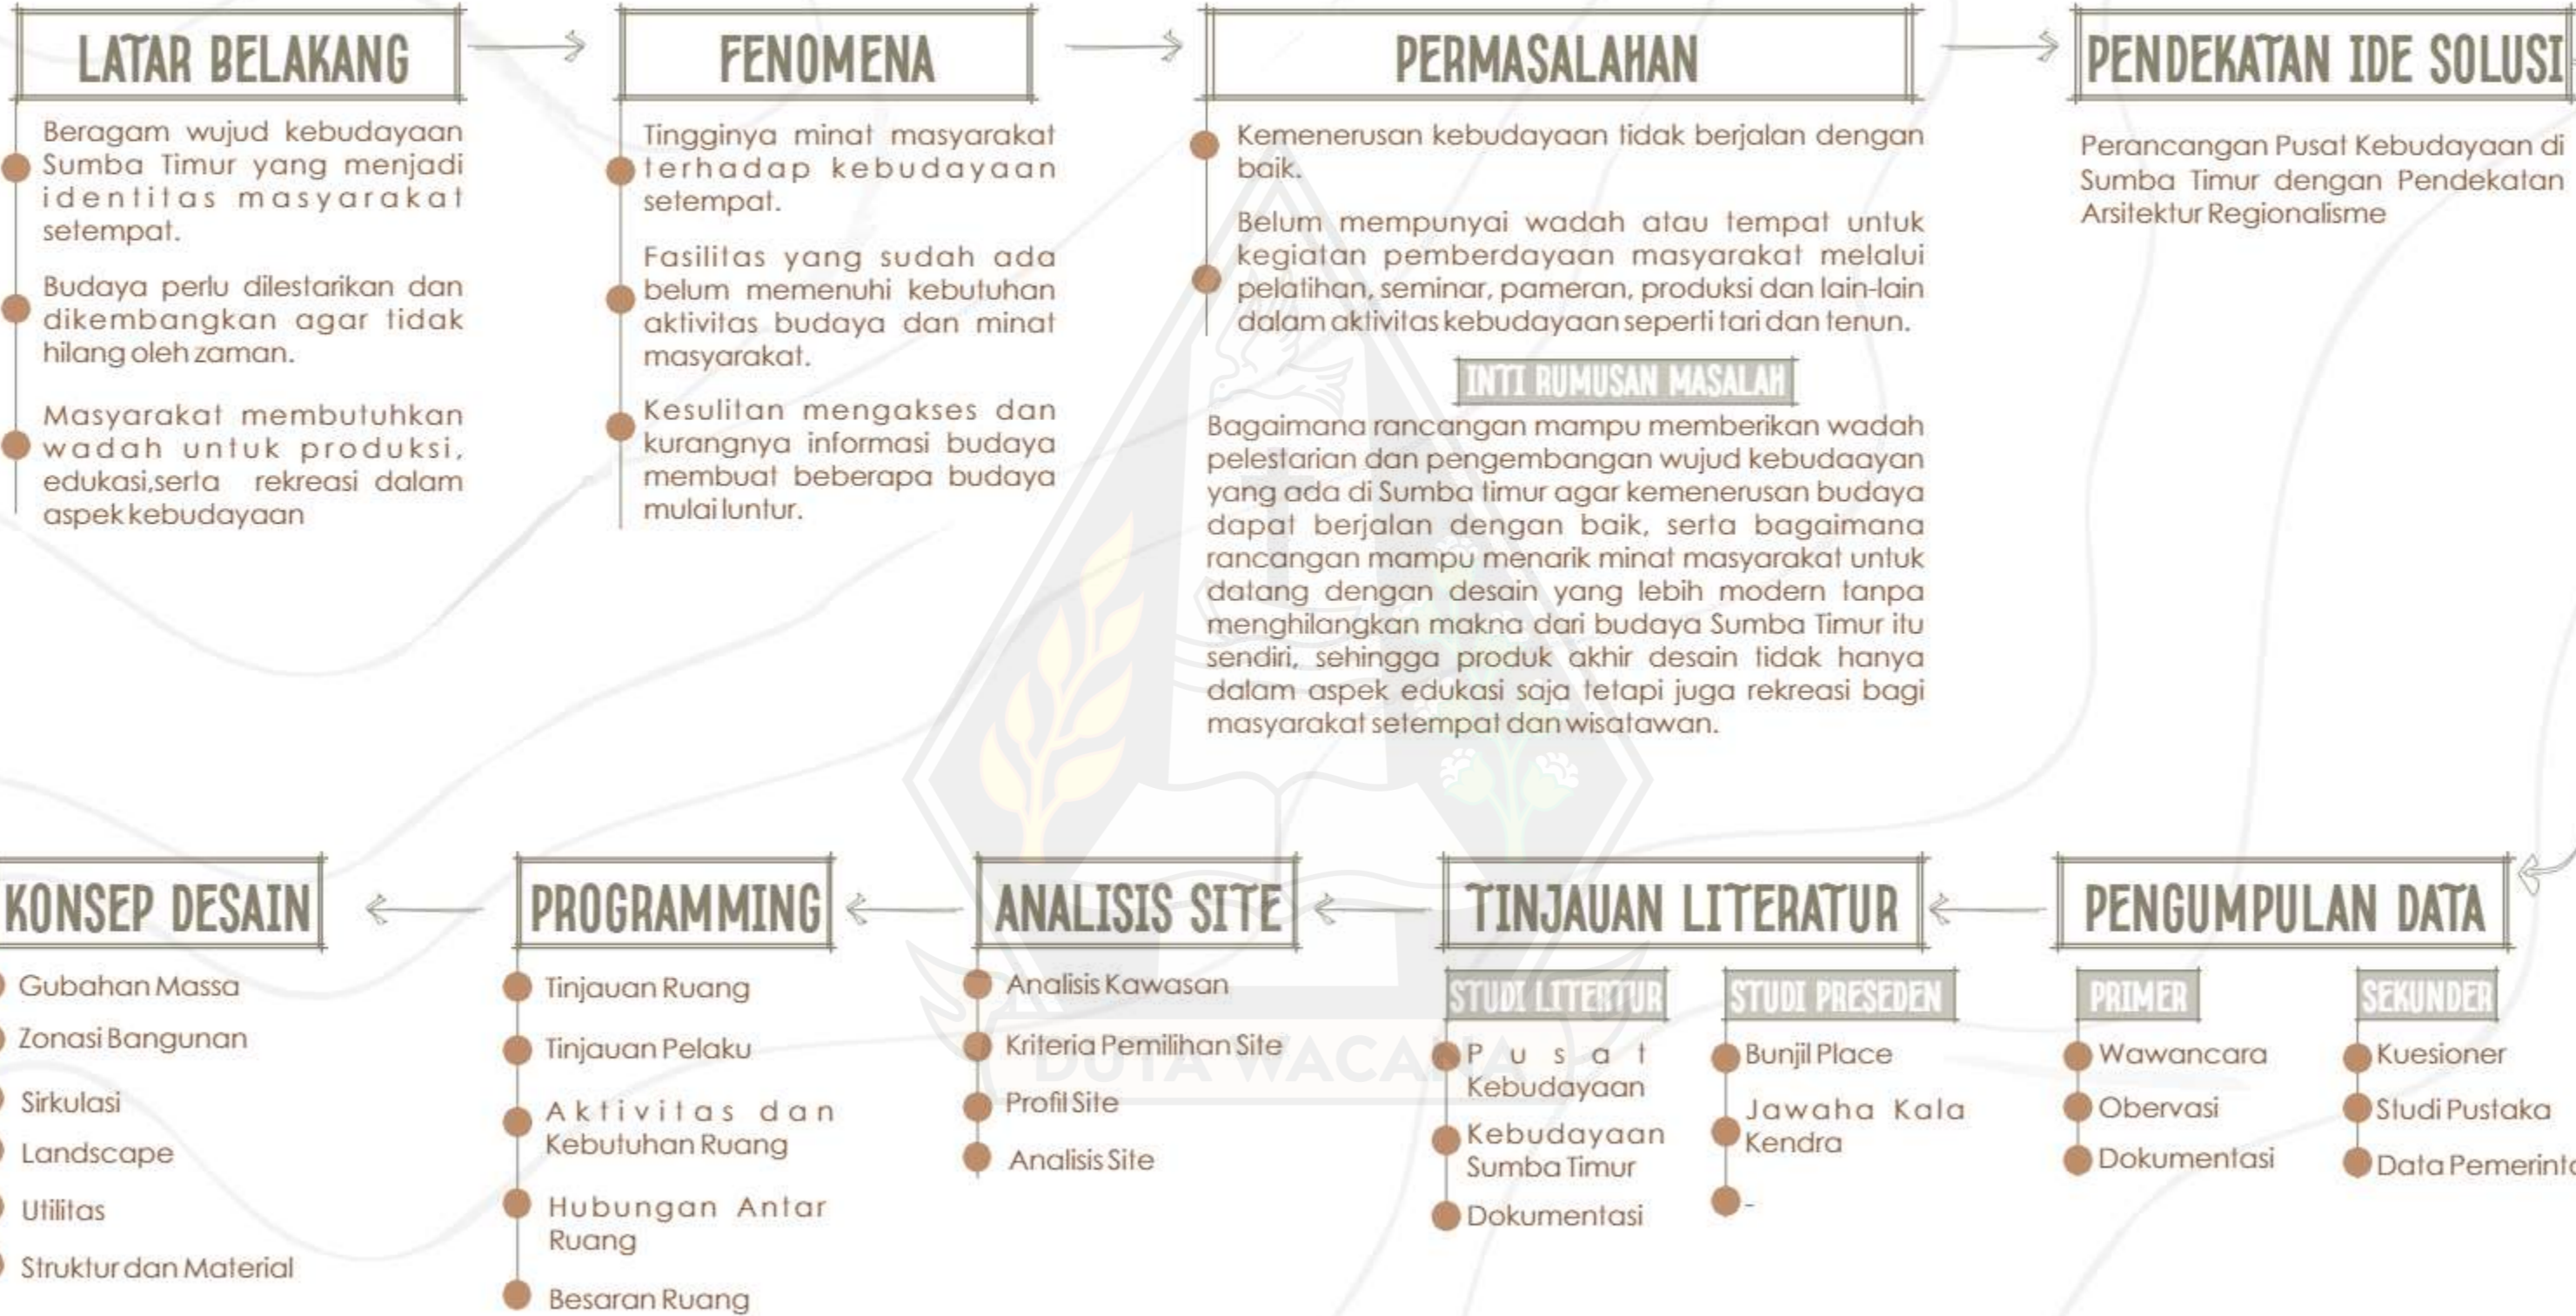 LATAR BELAKANG
Beragam wujud kebudayaan
Sumba Timur yang menjadi
identitas masyarakat
setempat.
Budaya perlu dilestarikan dan
dikembangkan agar tidak
hilang oleh zaman.
Masyarakat membutuhkan
wadah untuk produksi,
edukasi,serta rekreasi dalam
aspek kebudayaan
FENOMENA
Tingginya minat masyarakat
terhadap kebudayaan
setempat.
Fasilitas yang sudah ada
belum memenuhi kebutuhan
aktivitas budaya dan minat
masyarakat.
Kesulitan mengakses dan
kurangnya informasi budaya
membuat beberapa budaya
mulai luntur.
PERMASALAHAN
Kemenerusan kebudayaan tidak berjalan dengan
baik.
Belum mempunyai wadah atau tempat untuk
kegiatan pemberdayaan masyarakat melalui
pelatihan, seminar, pameran, produksi dan lain-lain
dalam aktivitas kebudayaan seperti tari dan tenun.
INTI RUMUSAN MASALAH
Bagaimana rancangan mampu memberikan wadah
pelestarian dan pengembangan wujud kebudaayan
yang ada di Sumba timur agar kemenerusan budaya
dapat berjalan dengan baik, serta bagaimana
rancangan mampu menarik minat masyarakat untuk
datang dengan desain yang lebih modern tanpa
menghilangkan makna dari budaya Sumba Timur itu
sendiri, sehingga produk akhir desain tidak hanya
dalam aspek edukasi saja tetapi juga rekreasi bagi
masyarakat setempat dan wisatawan.
PENDEKATAN IDE SOLUSI
Perancangan Pusat Kebudayaan di
Sumba Timur dengan Pendekatan
Arsitektur Regionalisme
KONSEP DESAIN
Gubahan Massa
Zonasi Bangunan
Sirkulasi
Landscape
Utilitas
Struktur dan Material
PROGRAMMING
Tinjauan Ruang
Tinjauan Pelaku
Aktivitas dan
Kebutuhan Ruang
Hubungan Antar
Ruang
Besaran Ruang
ANALISIS SITE
Analisis Kawasan
Kriteria Pemilihan Site
Profil Site
Analisis Site
TINJAUAN LITERATUR
STUDI LITERTUR
Pusat
Kebudayaan
Kebudayaan
Sumba Timur
Dokumentasi
STUDI PRESEDEN
Bunjil Place
Jawaha Kala
Kendra
-
PENGUMPULAN DATA
PRIMER
Wawancara
Obervasi
Dokumentasi
SEKUNDER
Kuesioner
Studi Pustaka
Data Pemerinta
DUTA WACANA